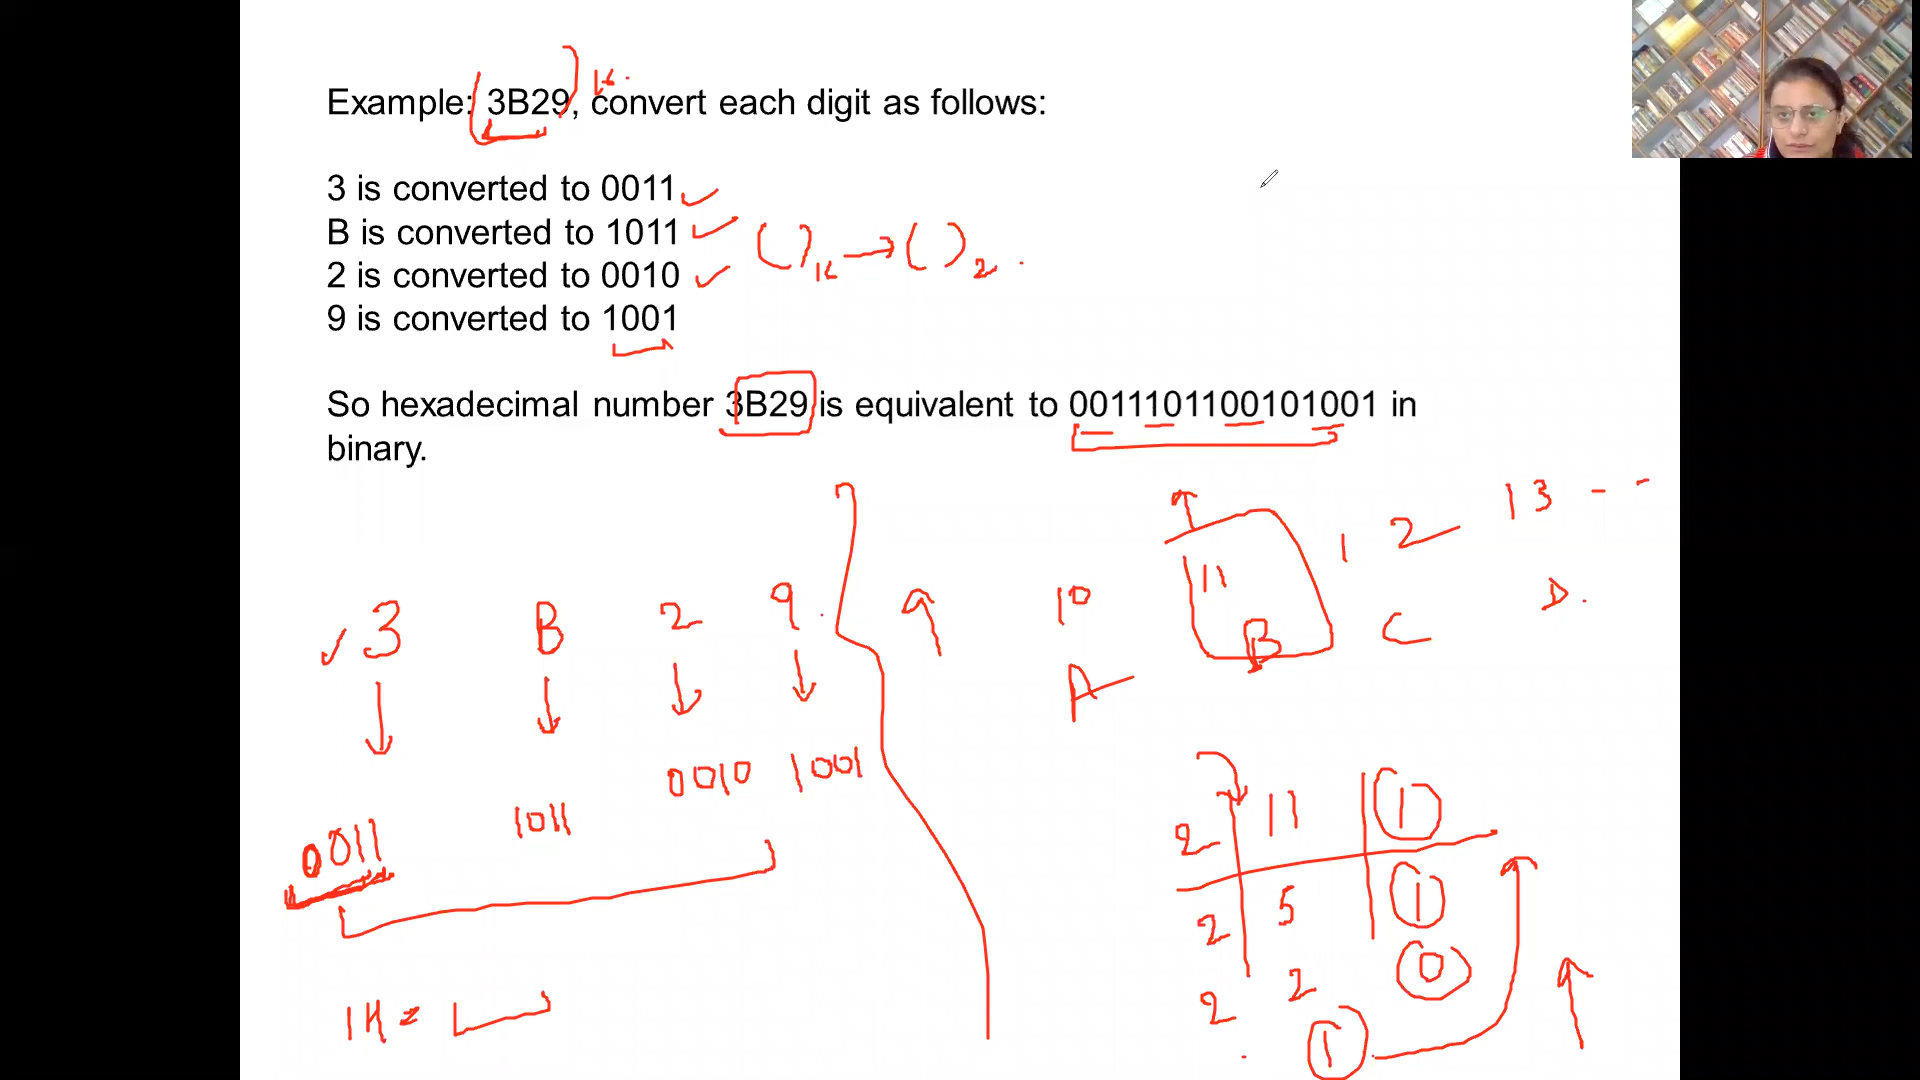 Example: (3B29)16, convert each digit as follows:
3 is converted to 0011
B is converted to 1011
2 is converted to 0010
9 is converted to 1001
( )16 → ( )2
So hexadecimal number 3B29 is equivalent to 0011101100101001 in
binary.
3 B 2 9
0011 1011 0010 1001
9 10 11 12 13 - -
A B C D.
2 11 1
2 5 1
2 2 0
1